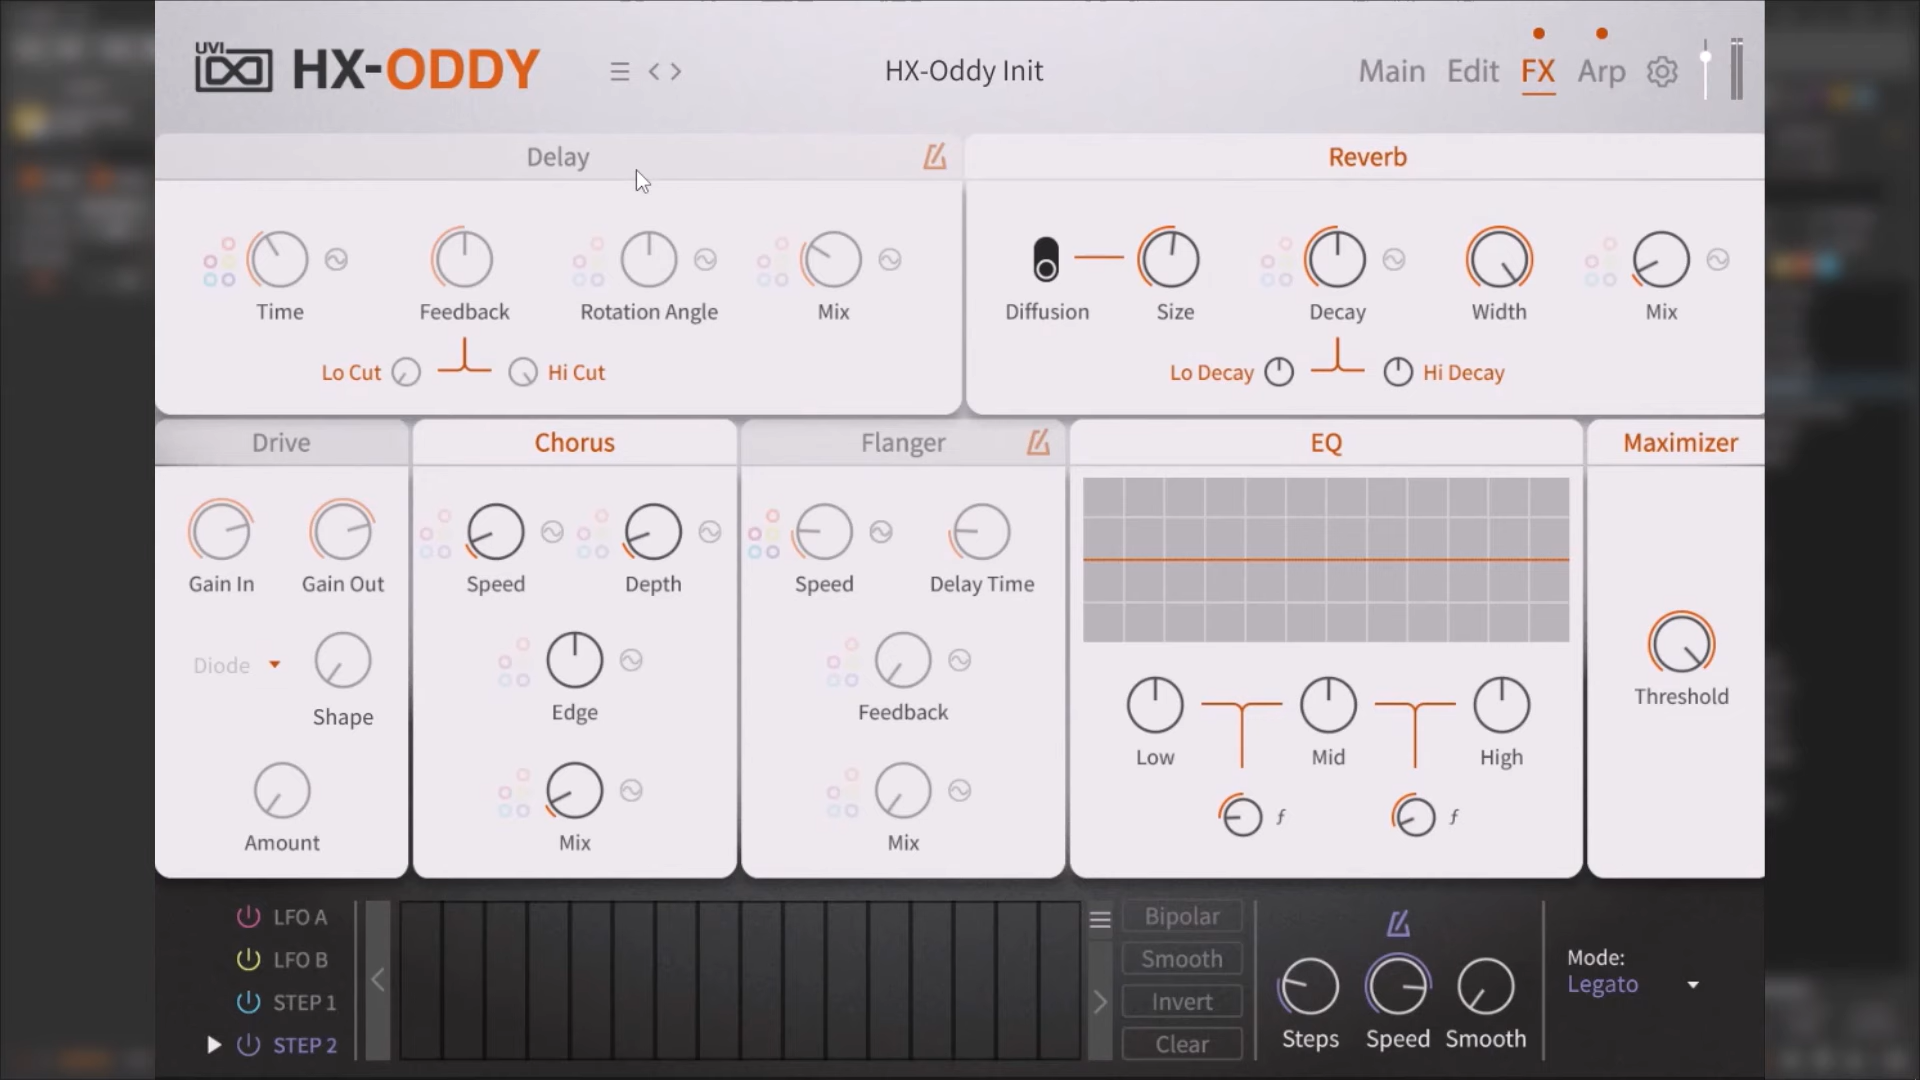 UVI HX-ODDY
HX-Oddy Init
Main Edit FX Arp
Delay
Time
Feedback
Rotation Angle
Mix
Lo Cut
Hi Cut
Reverb
Diffusion
Size
Decay
Width
Mix
Lo Decay
Hi Decay
Drive
Gain In
Gain Out
Diode
Shape
Amount
Chorus
Speed
Depth
Edge
Mix
Flanger
Speed
Delay Time
Feedback
Mix
EQ
Low
Mid
High
f
f
Maximizer
Threshold
LFO A
LFO B
STEP 1
STEP 2
Bipolar
Smooth
Invert
Clear
Steps
Speed
Smooth
Mode:
Legato